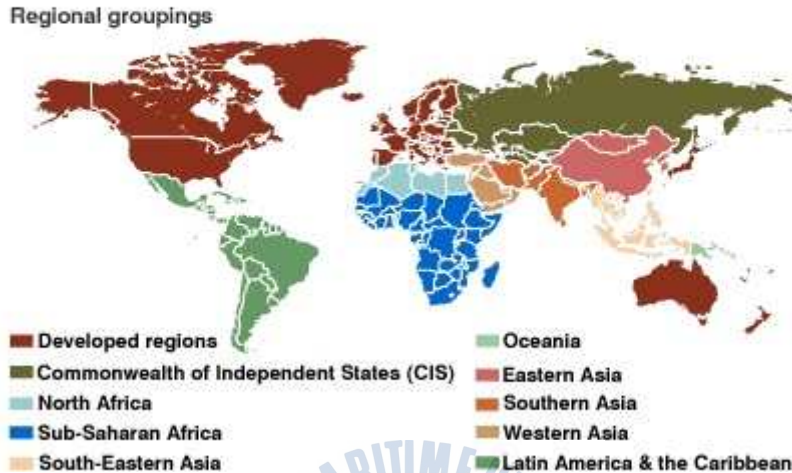 Regional groupings
Developed regions
Commonwealth of Independent States (CIS)
North Africa
Sub-Saharan Africa
South-Eastern Asia
Oceania
Eastern Asia
Southern Asia
Western Asia
Latin America & the Caribbean